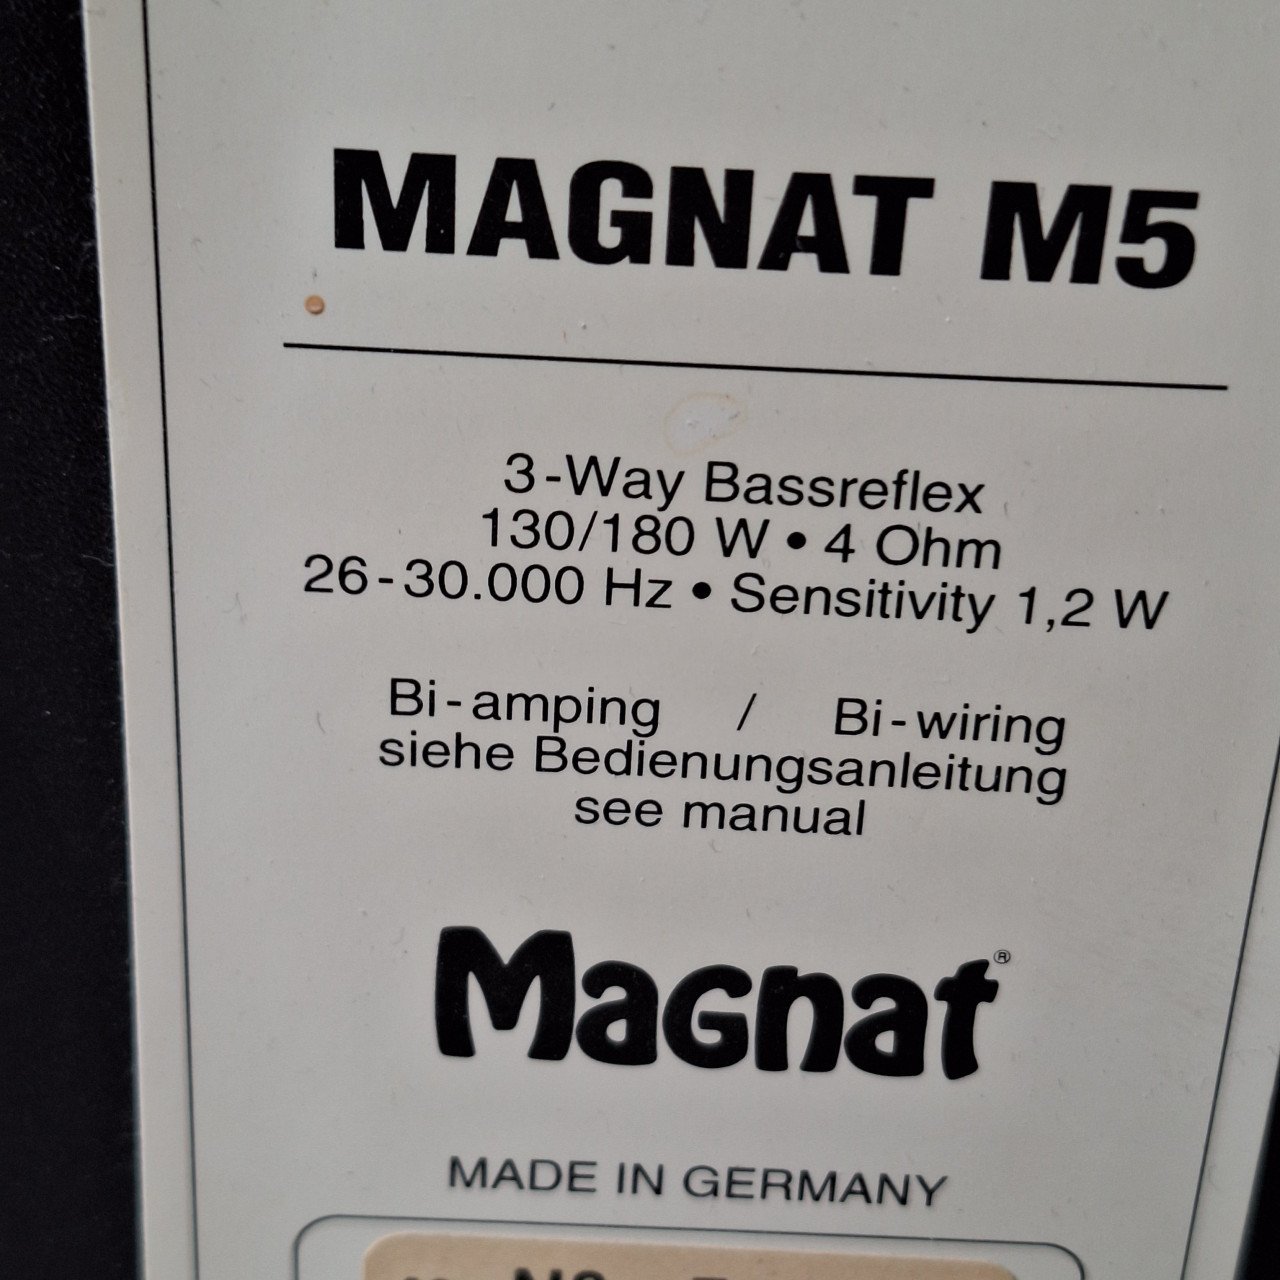 MAGNAT M5
3-Way Bassreflex
130/180 W • 4 Ohm
26-30.000 Hz • Sensitivity 1,2 W
Bi-amping / Bi-wiring
siehe Bedienungsanleitung
see manual
Magnat®
MADE IN GERMANY